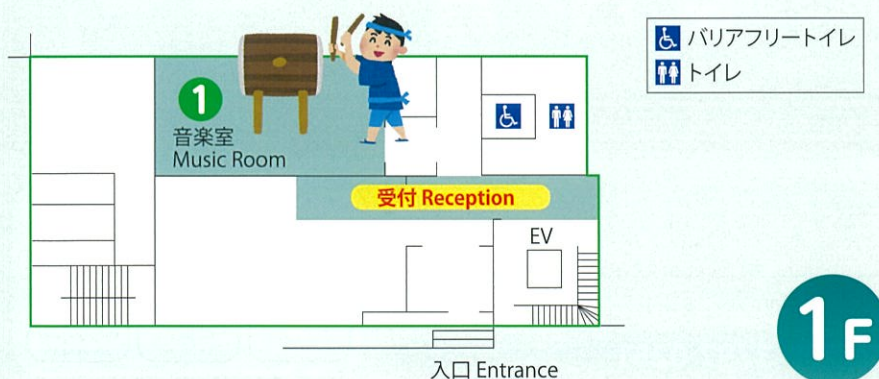 バリアフリートイレ
トイレ
1
音楽室
Music Room
受付 Reception
EV
入口 Entrance
1F